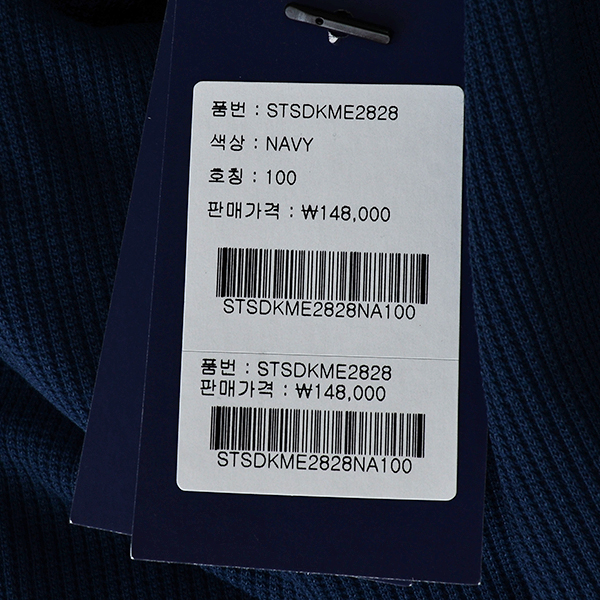 품번 : STSDKME2828
색상 : NAVY
호칭 : 100
판매가격 : ₩148,000
STSDKME2828NA100
품번 : STSDKME2828
판매가격 : ₩148,000
STSDKME2828NA100